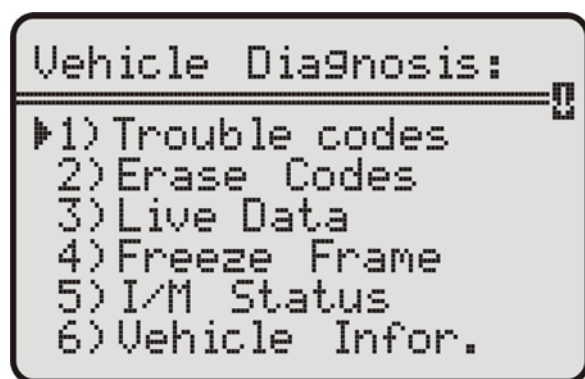 Vehicle Diagnosis:
1) Trouble codes
2) Erase Codes
3) Live Data
4) Freeze Frame
5) I/M Status
6) Vehicle Infor.